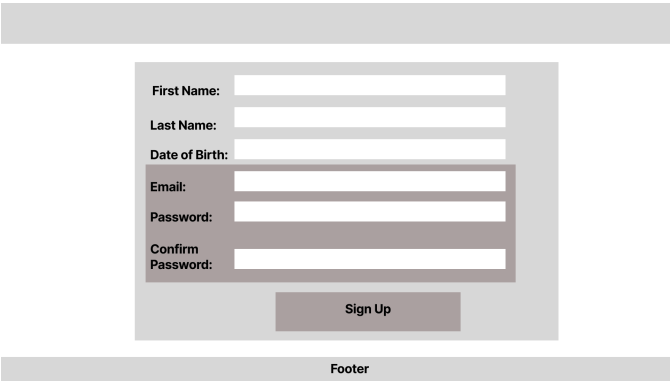 First Name:
Last Name:
Date of Birth:
Email:
Password:
Confirm
Password:
Sign Up
Footer